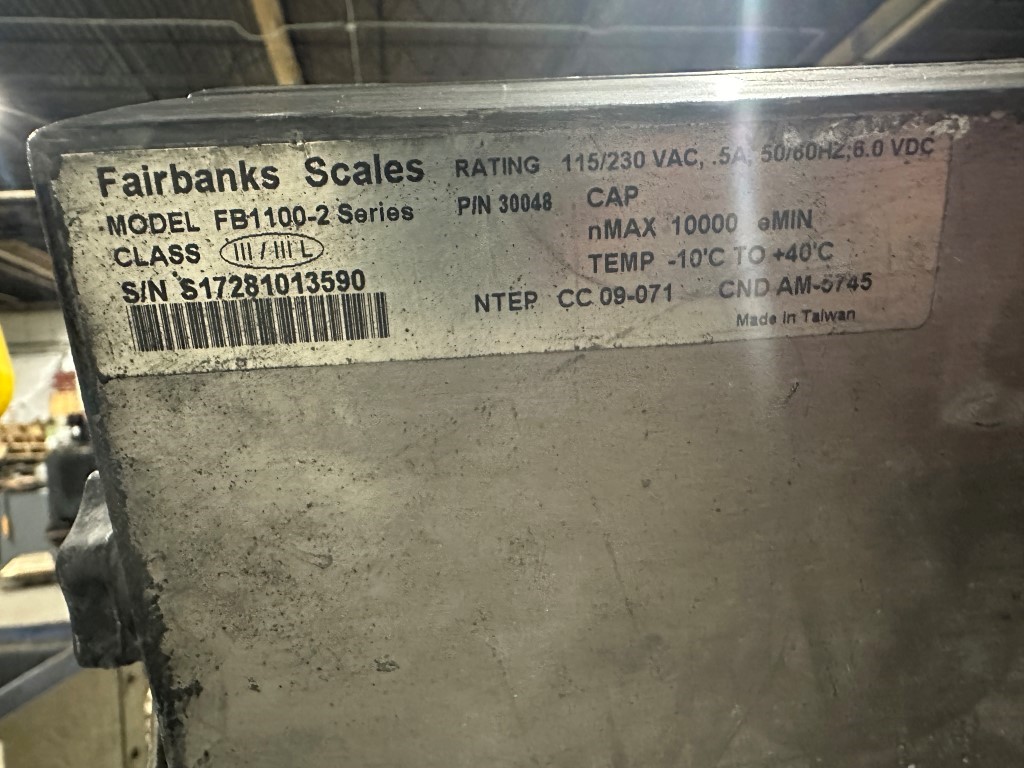 Fairbanks Scales
MODEL FB1100-2 Series
CLASS III / III L
S/N S17281013590
RATING 115/230 VAC, .5A, 50/60HZ,6.0 VDC
P/N 30048 CAP
nMAX 10000 eMIN
TEMP -10'C TO +40'C
NTEP CC 09-071 CND AM-5745
Made in Taiwan